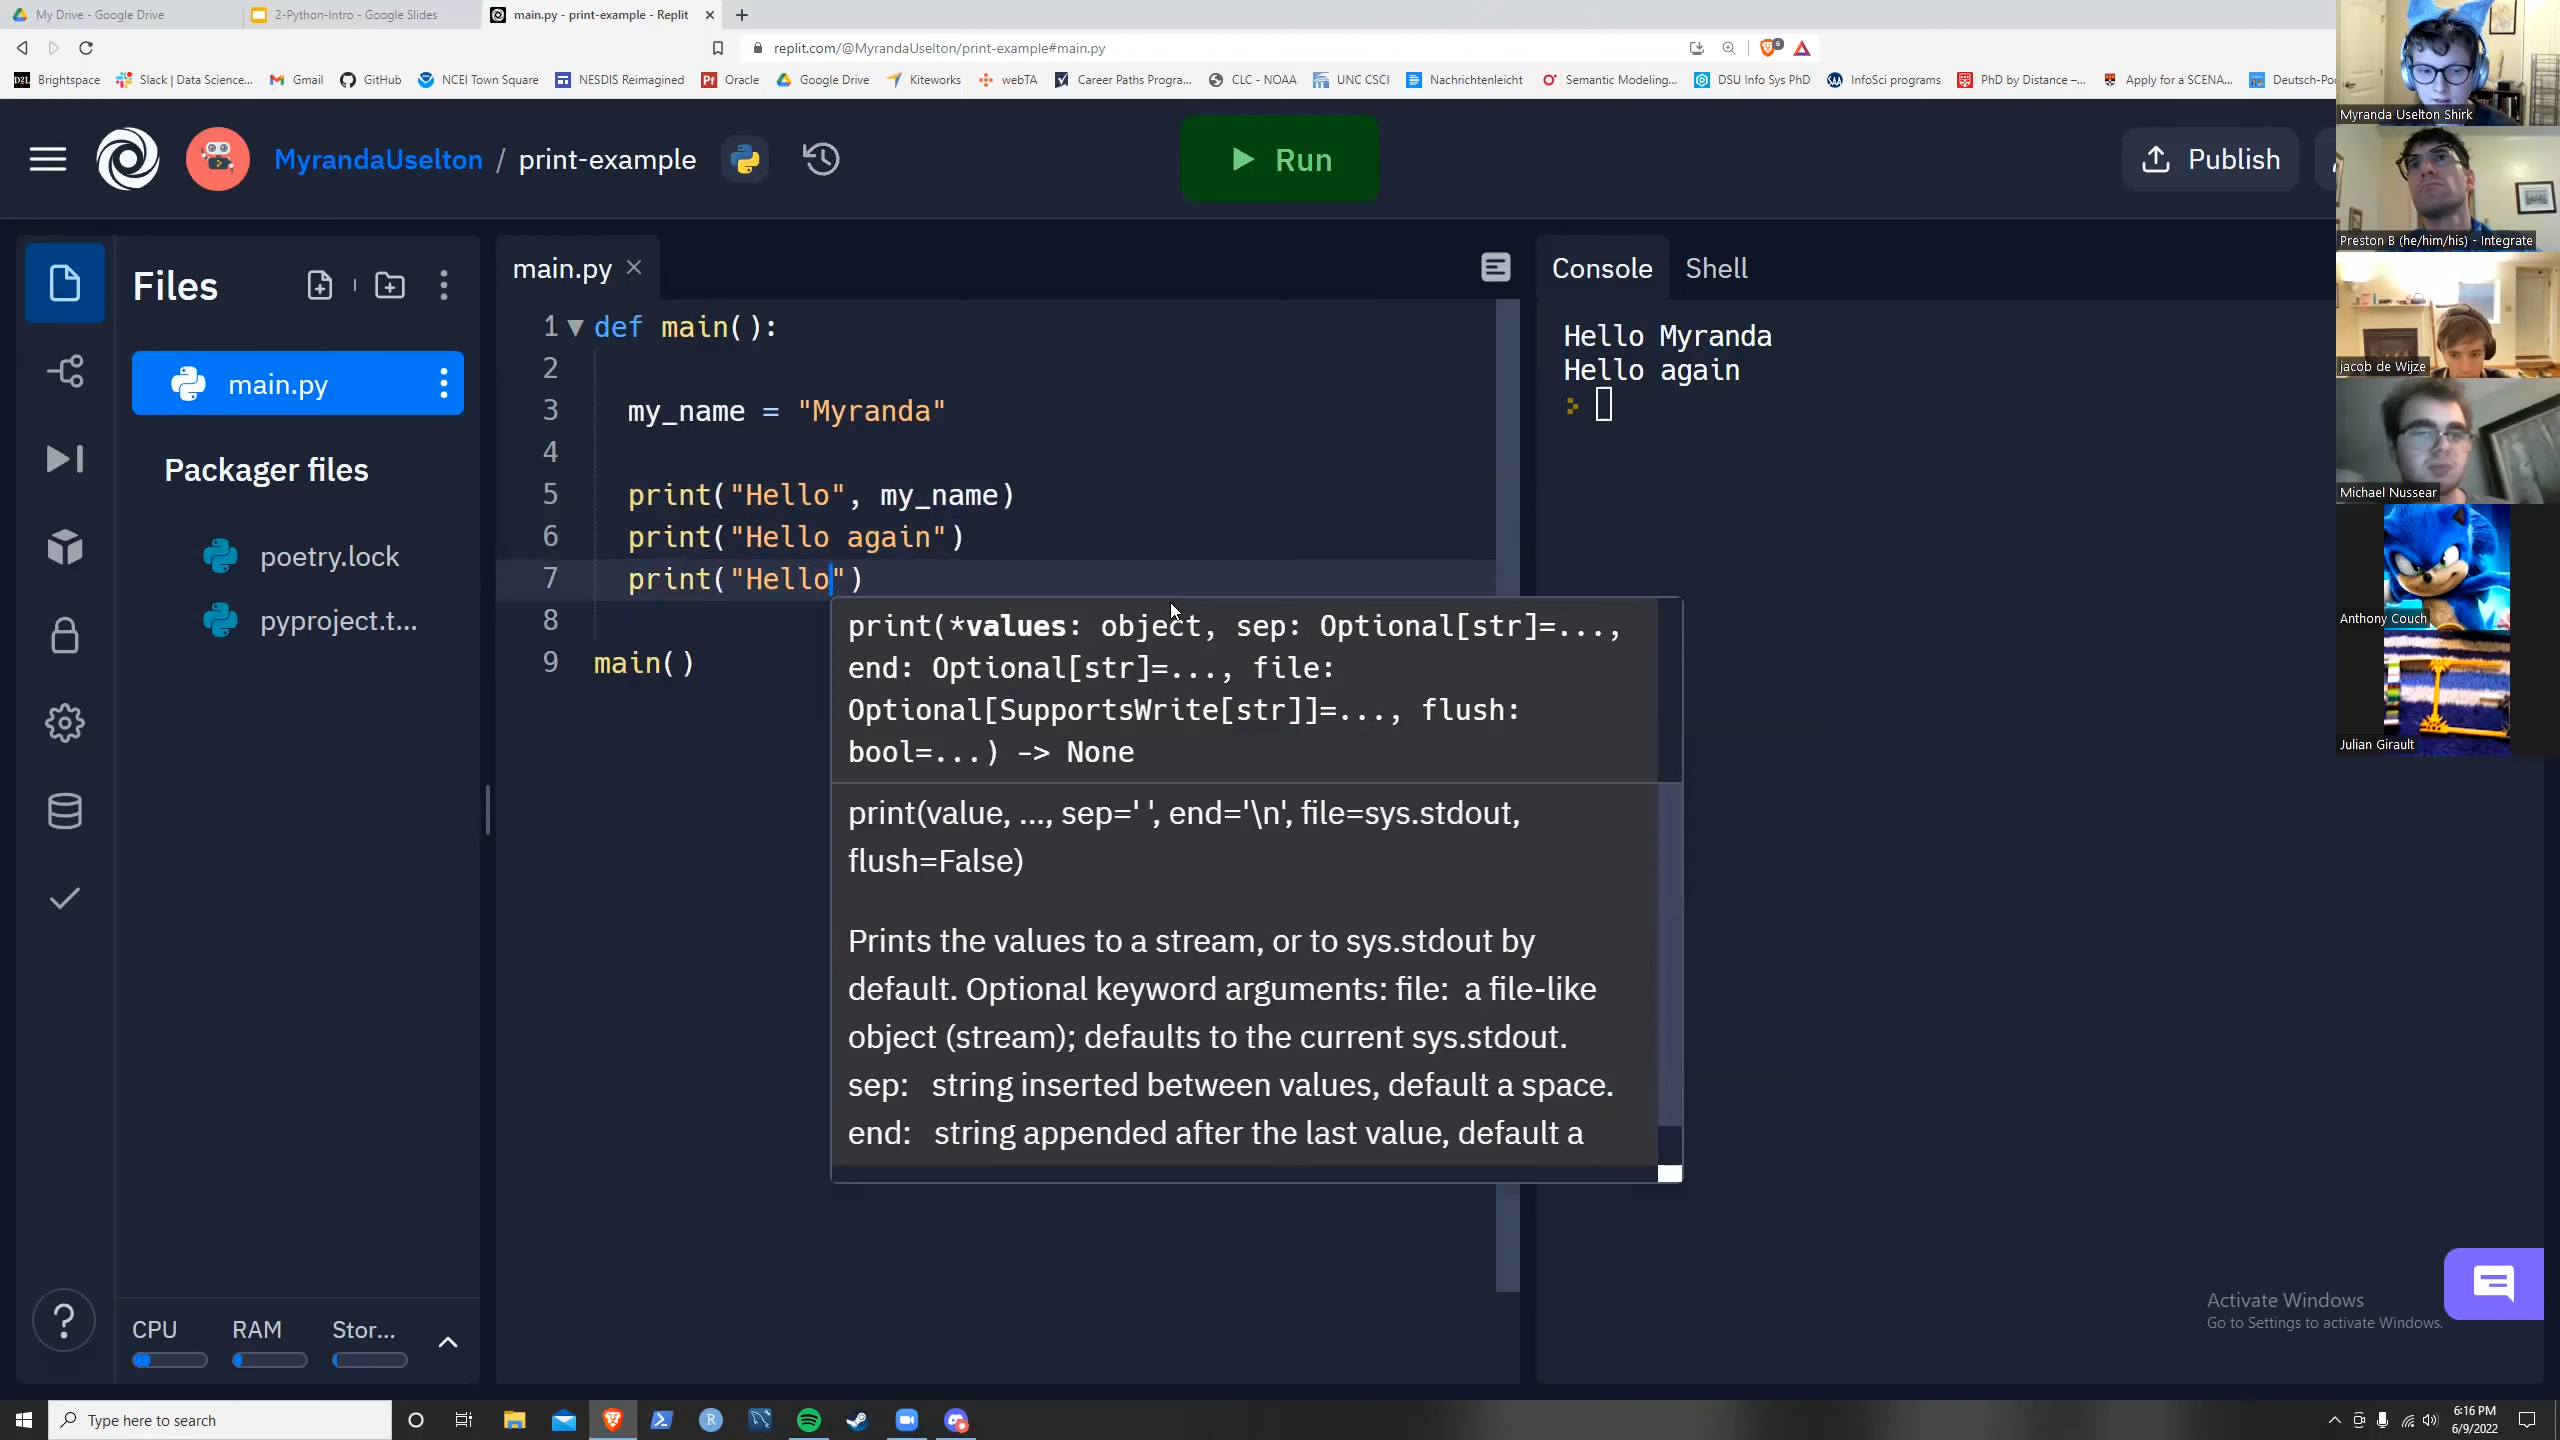 My Drive - Google Drive
2-Python-Intro - Google Slides
main.py - print-example - Replit
replit.com/@MyrandaUselton/print-example#main.py
6
DZL Brightspace
Slack | Data Science...
Gmail
GitHub
NCEI Town Square
NESDIS Reimagined
Pf Oracle
Google Drive
Kiteworks
webTA
Career Paths Progra...
CLC - NOAA
UNC CSCI
Nachrichtenleicht
Semantic Modeling...
DSU Info Sys PhD
InfoSci programs
PhD by Distance –...
Apply for a SCENA...
Deutsch-Po
MyrandaUselton / print-example
Run
Publish
Files
main.py
Packager files
poetry.lock
pyproject.t...
CPU
RAM
Stor...
main.py
1 def main():
2
3 my_name = "Myranda"
4
5 print("Hello", my_name)
6 print("Hello again")
7 print("Hello")
8
9 main()
print(*values: object, sep: Optional[str]=...,
end: Optional[str]=..., file:
Optional[SupportsWrite[str]]=..., flush:
bool=...) -> None
print(value, ..., sep=' ', end='\n', file=sys.stdout,
flush=False)
Prints the values to a stream, or to sys.stdout by
default. Optional keyword arguments: file: a file-like
object (stream); defaults to the current sys.stdout.
sep: string inserted between values, default a space.
end: string appended after the last value, default a
Console Shell
Hello Myranda
Hello again
Myranda Uselton Shirk
Preston B (he/him/his) - Integrate
jacob de Wijze
Michael Nussear
Anthony Couch
Julian Girault
Activate Windows
Go to Settings to activate Windows.
Type here to search
6:16 PM
6/9/2022